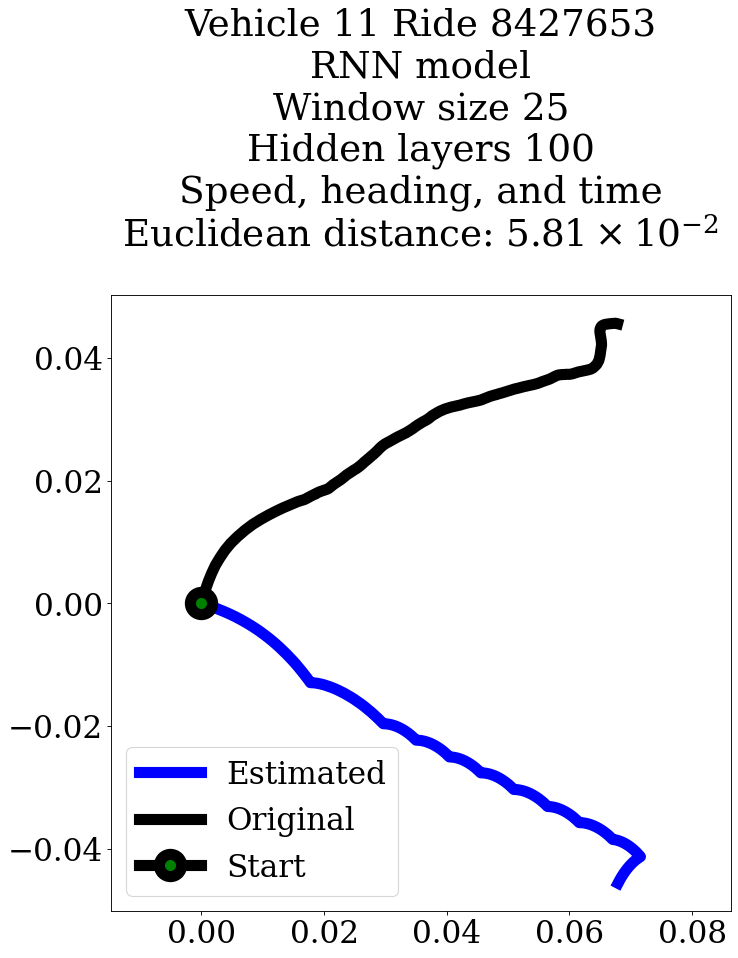 Vehicle 11 Ride 8427653
RNN model
Window size 25
Hidden layers 100
Speed, heading, and time
Euclidean distance: 5.81 × 10⁻²
0.04
0.02
0.00
−0.02
−0.04
Estimated
Original
Start
0.00 0.02 0.04 0.06 0.08